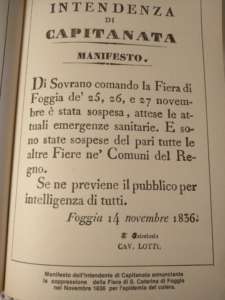 INTENDENZA
DI
CAPITANATA
MANIFESTO.
Di Sovrano comando la Fiera di
Foggia de' 25, 26, e 27 novem-
bre è stata sospesa, attese le at-
tuali emergenze sanitarie. E so-
no state sospese del pari tutte le
altre Fiere ne' Comuni del Re-
gno.
Se ne previene il pubblico per
intelligenza di tutti.
Foggia 14 novembre 1836.
CAV. LOTTI.
Manifesto dell'Intendente di Capitanata annunciante
la soppressione della Fiera di S. Caterina di Foggia
nel Novembre 1836 per l'epidemia del colera.